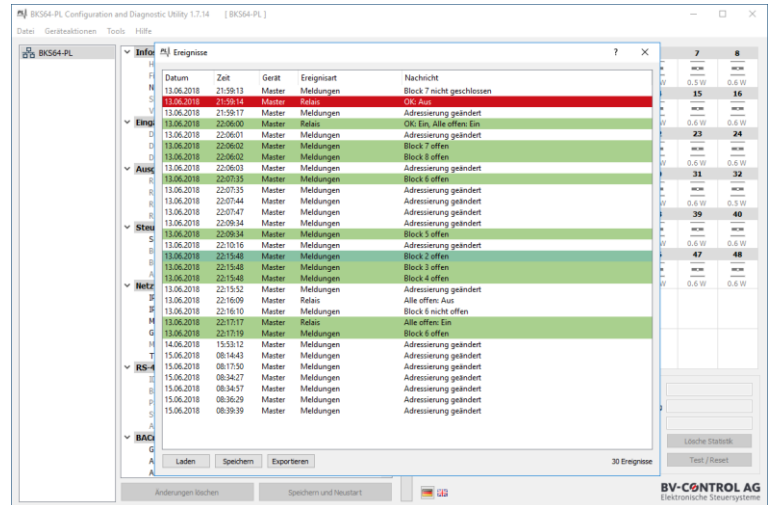 BKS64-PL Configuration and Diagnostic Utility 1.7.14 [ BKS64-PL ]
Datei Geräteaktionen Tools Hilfe
BKS64-PL
Ereignisse ? ×
Datum Zeit Gerät Ereignisart Nachricht
13.06.2018 21:59:13 Master Meldungen Block 7 nicht geschlossen
13.06.2018 21:59:14 Master Relais OK: Aus
13.06.2018 21:59:17 Master Meldungen Adressierung geändert
13.06.2018 22:06:00 Master Relais OK: Ein, Alle offen: Ein
13.06.2018 22:06:01 Master Meldungen Adressierung geändert
13.06.2018 22:06:02 Master Meldungen Block 7 offen
13.06.2018 22:06:02 Master Meldungen Block 8 offen
13.06.2018 22:06:03 Master Meldungen Adressierung geändert
13.06.2018 22:07:35 Master Meldungen Block 6 offen
13.06.2018 22:07:35 Master Meldungen Adressierung geändert
13.06.2018 22:07:44 Master Meldungen Adressierung geändert
13.06.2018 22:07:47 Master Meldungen Adressierung geändert
13.06.2018 22:09:34 Master Meldungen Adressierung geändert
13.06.2018 22:09:34 Master Meldungen Block 5 offen
13.06.2018 22:10:16 Master Meldungen Adressierung geändert
13.06.2018 22:15:48 Master Meldungen Block 2 offen
13.06.2018 22:15:48 Master Meldungen Block 3 offen
13.06.2018 22:15:48 Master Meldungen Block 4 offen
13.06.2018 22:15:52 Master Meldungen Adressierung geändert
13.06.2018 22:16:09 Master Relais Alle offen: Aus
13.06.2018 22:16:10 Master Meldungen Block 6 nicht offen
13.06.2018 22:17:17 Master Relais Alle offen: Ein
13.06.2018 22:17:19 Master Meldungen Block 6 offen
14.06.2018 15:53:12 Master Meldungen Adressierung geändert
15.06.2018 08:14:43 Master Meldungen Adressierung geändert
15.06.2018 08:17:50 Master Meldungen Adressierung geändert
15.06.2018 08:34:27 Master Meldungen Adressierung geändert
15.06.2018 08:34:57 Master Meldungen Adressierung geändert
15.06.2018 08:36:29 Master Meldungen Adressierung geändert
15.06.2018 08:39:39 Master Meldungen Adressierung geändert
Laden Speichern Exportieren 30 Ereignisse
7 8
0.5 W 0.6 W
15 16
0.6 W 0.6 W
23 24
0.6 W 0.6 W
31 32
0.6 W 0.5 W
39 40
0.6 W 0.6 W
47 48
0.6 W 0.6 W
Lösche Statistik
Test / Reset
Änderungen löschen Speichern und Neustart
BV-CONTROL AG
Elektronische Steuersysteme